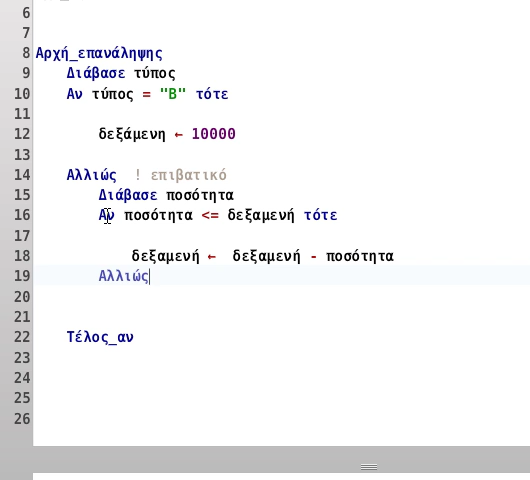 6
7
8 Αρχή_επανάληψης
9 Διάβασε τύπος
10 Αν τύπος = "Β" τότε
11
12 δεξάμενη ← 10000
13
14 Αλλιώς ! επιβατικό
15 Διάβασε ποσότητα
16 Αν ποσότητα <= δεξαμενή τότε
17
18 δεξαμενή ← δεξαμενή - ποσότητα
19 Αλλιώς
20
21
22 Τέλος_αν
23
24
25
26